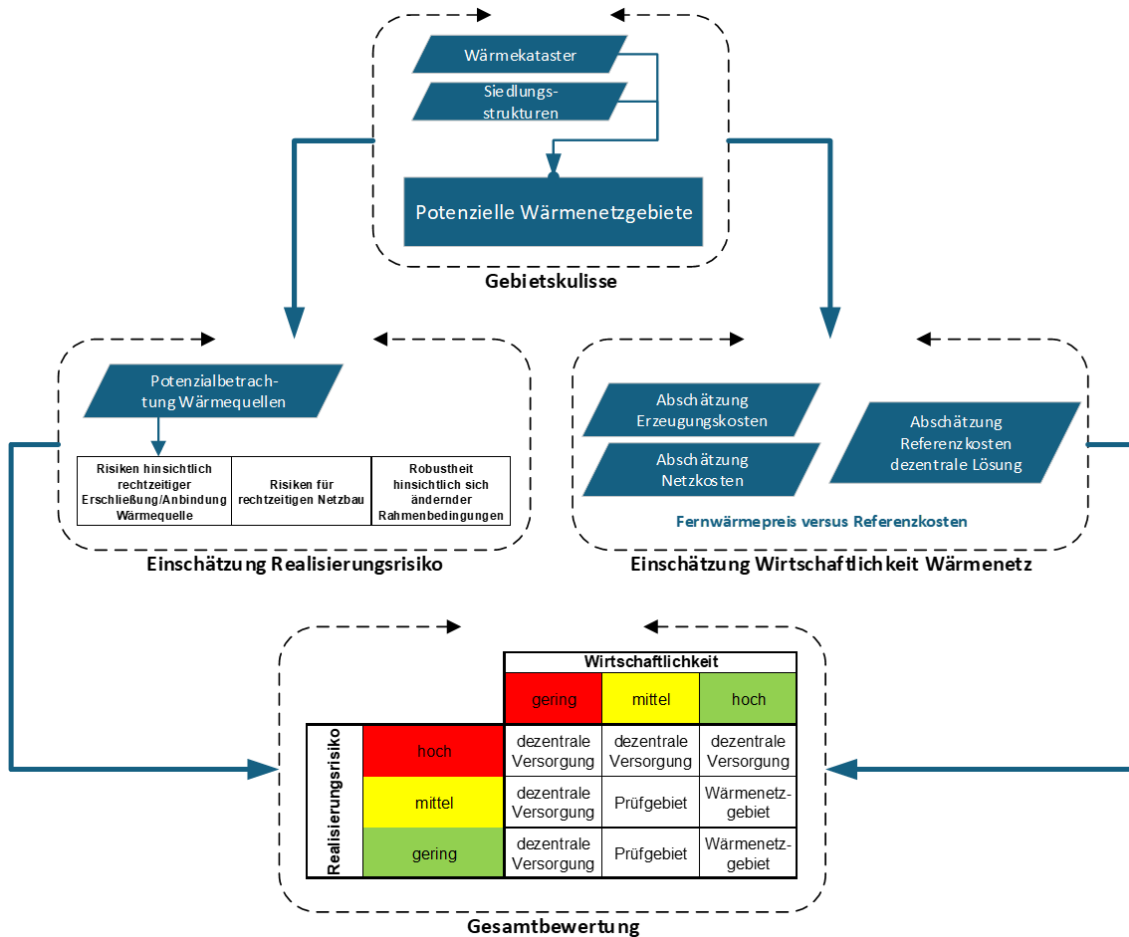 Wärmekataster
Siedlungs-
strukturen
Potenzielle Wärmenetzgebiete
Gebietskulisse
Potenzialbetrach-
tung Wärmequellen
Risiken hinsichtlich
rechtzeitiger
Erschließung/Anbindung
Wärmequelle
Risiken für
rechtzeitigen Netzbau
Robustheit
hinsichtlich sich
ändernder
Rahmenbedingungen
Einschätzung Realisierungsrisiko
Abschätzung
Erzeugungskosten
Abschätzung
Netzkosten
Abschätzung
Referenzkosten
dezentrale Lösung
Fernwärmepreis versus Referenzkosten
Einschätzung Wirtschaftlichkeit Wärmenetz
Wirtschaftlichkeit
gering
mittel
hoch
Realisierungsrisiko
hoch
dezentrale
Versorgung
dezentrale
Versorgung
dezentrale
Versorgung
mittel
dezentrale
Versorgung
Prüfgebiet
Wärmenetz-
gebiet
gering
dezentrale
Versorgung
Prüfgebiet
Wärmenetz-
gebiet
Gesamtbewertung